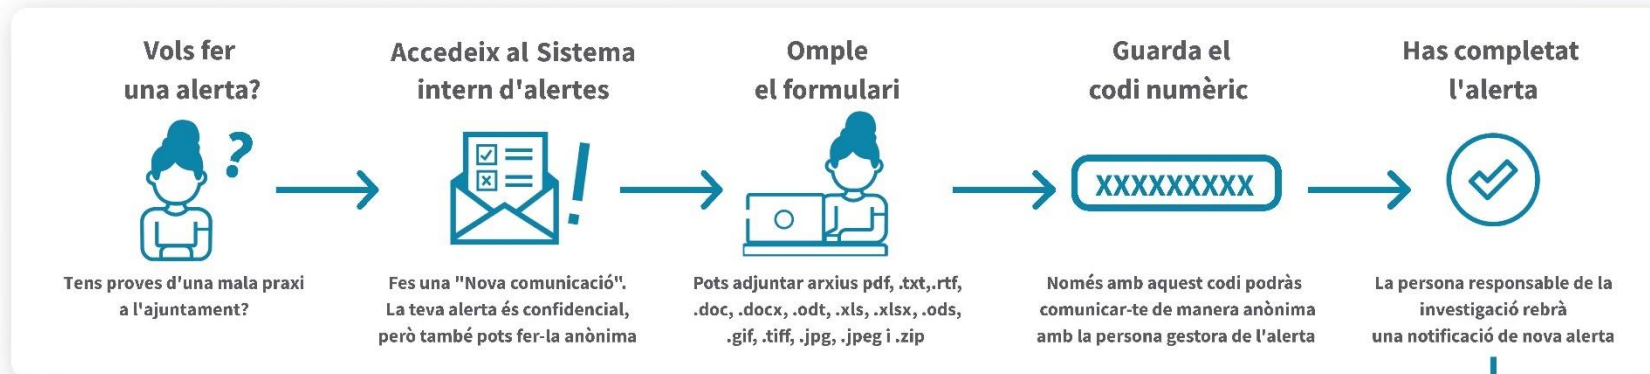 Vols fer
una alerta?
Tens proves d'una mala praxi
a l'ajuntament?
Accedeix al Sistema
intern d'alertes
Fes una "Nova comunicació".
La teva alerta és confidencial,
però també pots fer-la anònima
Omple
el formulari
Pots adjuntar arxius pdf, .txt,.rtf,
.doc, .docx, .odt, .xls, .xlsx, .ods,
.gif, .tiff, .jpg, .jpeg i .zip
Guarda el
codi numèric
XXXXXXXXX
Només amb aquest codi podràs
comunicar-te de manera anònima
amb la persona gestora de l'alerta
Has completat
l'alerta
La persona responsable de la
investigació rebrà
una notificació de nova alerta